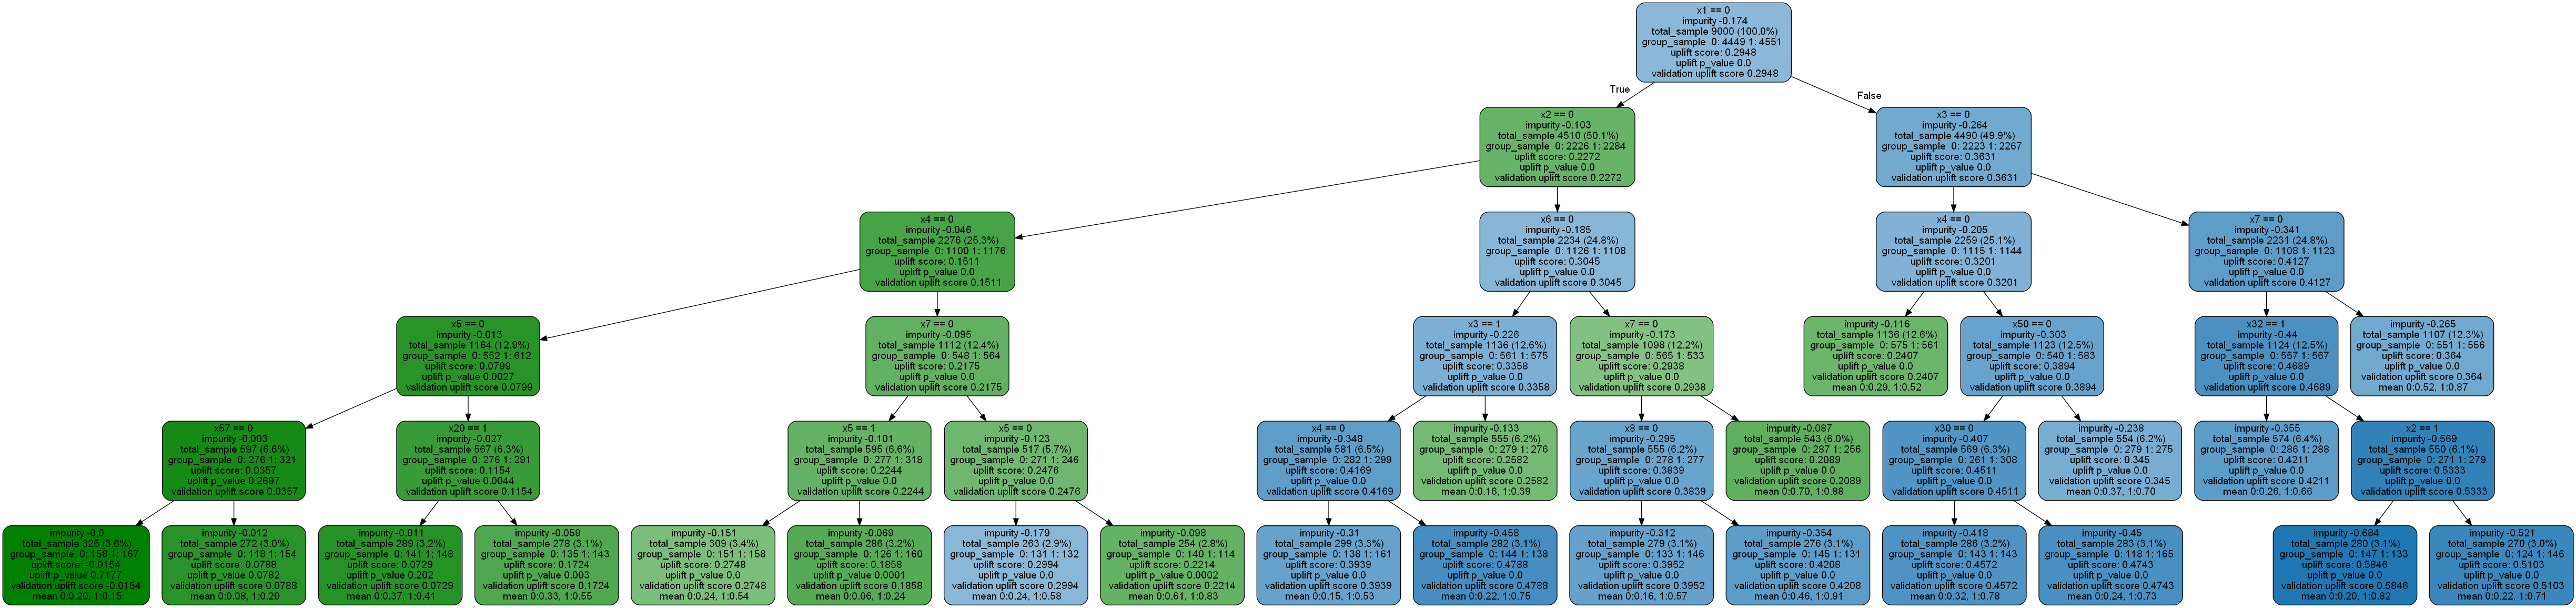 x1 == 0
impurity -0.174
total_sample 9000 (100.0%)
group_sample 0: 4449 1: 4551
uplift score: 0.2948
uplift p_value 0.0
validation uplift score 0.2948
True
False
x2 == 0
impurity -0.103
total_sample 4510 (50.1%)
group_sample 0: 2226 1: 2284
uplift score: 0.2272
uplift p_value 0.0
validation uplift score 0.2272
x3 == 0
impurity -0.264
total_sample 4490 (49.9%)
group_sample 0: 2223 1: 2267
uplift score: 0.3631
uplift p_value 0.0
validation uplift score 0.3631
x4 == 0
impurity -0.046
total_sample 2276 (25.3%)
group_sample 0: 1100 1: 1176
uplift score: 0.1511
uplift p_value 0.0
validation uplift score 0.1511
x6 == 0
impurity -0.185
total_sample 2234 (24.8%)
group_sample 0: 1126 1: 1108
uplift score: 0.3045
uplift p_value 0.0
validation uplift score 0.3045
x4 == 0
impurity -0.205
total_sample 2259 (25.1%)
group_sample 0: 1115 1: 1144
uplift score: 0.3201
uplift p_value 0.0
validation uplift score 0.3201
x7 == 0
impurity -0.341
total_sample 2231 (24.8%)
group_sample 0: 1108 1: 1123
uplift score: 0.4127
uplift p_value 0.0
validation uplift score 0.4127
x5 == 0
impurity -0.013
total_sample 1164 (12.9%)
group_sample 0: 552 1: 612
uplift score: 0.0799
uplift p_value 0.0027
validation uplift score 0.0799
x7 == 0
impurity -0.095
total_sample 1112 (12.4%)
group_sample 0: 548 1: 564
uplift score: 0.2175
uplift p_value 0.0
validation uplift score 0.2175
x3 == 1
impurity -0.226
total_sample 1136 (12.6%)
group_sample 0: 561 1: 575
uplift score: 0.3358
uplift p_value 0.0
validation uplift score 0.3358
x7 == 0
impurity -0.173
total_sample 1098 (12.2%)
group_sample 0: 565 1: 533
uplift score: 0.2938
uplift p_value 0.0
validation uplift score 0.2938
impurity -0.116
total_sample 1136 (12.6%)
group_sample 0: 575 1: 561
uplift score: 0.2407
uplift p_value 0.0
validation uplift score 0.2407
mean 0:0.29, 1:0.52
x50 == 0
impurity -0.303
total_sample 1123 (12.5%)
group_sample 0: 540 1: 583
uplift score: 0.3894
uplift p_value 0.0
validation uplift score 0.3894
x32 == 1
impurity -0.44
total_sample 1124 (12.5%)
group_sample 0: 557 1: 567
uplift score: 0.4689
uplift p_value 0.0
validation uplift score 0.4689
impurity -0.265
total_sample 1107 (12.3%)
group_sample 0: 551 1: 556
uplift score: 0.364
uplift p_value 0.0
validation uplift score 0.364
mean 0:0.52, 1:0.87
x57 == 0
impurity -0.003
total_sample 597 (6.6%)
group_sample 0: 276 1: 321
uplift score: 0.0357
uplift p_value 0.2697
validation uplift score 0.0357
x20 == 1
impurity -0.027
total_sample 567 (6.3%)
group_sample 0: 276 1: 291
uplift score: 0.1154
uplift p_value 0.0044
validation uplift score 0.1154
x5 == 1
impurity -0.101
total_sample 595 (6.6%)
group_sample 0: 277 1: 318
uplift score: 0.2244
uplift p_value 0.0
validation uplift score 0.2244
x5 == 0
impurity -0.123
total_sample 517 (5.7%)
group_sample 0: 271 1: 246
uplift score: 0.2476
uplift p_value 0.0
validation uplift score 0.2476
x4 == 0
impurity -0.348
total_sample 581 (6.5%)
group_sample 0: 282 1: 299
uplift score: 0.4169
uplift p_value 0.0
validation uplift score 0.4169
impurity -0.133
total_sample 555 (6.2%)
group_sample 0: 279 1: 276
uplift score: 0.2582
uplift p_value 0.0
validation uplift score 0.2582
mean 0:0.16, 1:0.39
x8 == 0
impurity -0.295
total_sample 555 (6.2%)
group_sample 0: 278 1: 277
uplift score: 0.3839
uplift p_value 0.0
validation uplift score 0.3839
impurity -0.087
total_sample 543 (6.0%)
group_sample 0: 287 1: 256
uplift score: 0.2089
uplift p_value 0.0
validation uplift score 0.2089
mean 0:0.70, 1:0.88
x30 == 0
impurity -0.407
total_sample 569 (6.3%)
group_sample 0: 261 1: 308
uplift score: 0.4511
uplift p_value 0.0
validation uplift score 0.4511
impurity -0.238
total_sample 554 (6.2%)
group_sample 0: 279 1: 275
uplift score: 0.345
uplift p_value 0.0
validation uplift score 0.345
mean 0:0.37, 1:0.70
impurity -0.355
total_sample 574 (6.4%)
group_sample 0: 286 1: 288
uplift score: 0.4211
uplift p_value 0.0
validation uplift score 0.4211
mean 0:0.26, 1:0.66
x2 == 1
impurity -0.569
total_sample 550 (6.1%)
group_sample 0: 271 1: 279
uplift score: 0.5333
uplift p_value 0.0
validation uplift score 0.5333
impurity -0.0
total_sample 325 (3.6%)
group_sample 0: 158 1: 167
uplift score: -0.0154
uplift p_value 0.7177
validation uplift score -0.0154
mean 0:0.20, 1:0.15
impurity -0.012
total_sample 272 (3.0%)
group_sample 0: 118 1: 154
uplift score: 0.0788
uplift p_value 0.0782
validation uplift score 0.0788
mean 0:0.08, 1:0.20
impurity -0.011
total_sample 289 (3.2%)
group_sample 0: 141 1: 148
uplift score: 0.0729
uplift p_value 0.202
validation uplift score 0.0729
mean 0:0.37, 1:0.41
impurity -0.059
total_sample 278 (3.1%)
group_sample 0: 135 1: 143
uplift score: 0.1724
uplift p_value 0.003
validation uplift score 0.1724
mean 0:0.33, 1:0.55
impurity -0.151
total_sample 309 (3.4%)
group_sample 0: 151 1: 158
uplift score: 0.2748
uplift p_value 0.0
validation uplift score 0.2748
mean 0:0.24, 1:0.54
impurity -0.069
total_sample 286 (3.2%)
group_sample 0: 126 1: 160
uplift score: 0.1858
uplift p_value 0.0001
validation uplift score 0.1858
mean 0:0.06, 1:0.24
impurity -0.179
total_sample 263 (2.9%)
group_sample 0: 131 1: 132
uplift score: 0.2994
uplift p_value 0.0
validation uplift score 0.2994
mean 0:0.24, 1:0.58
impurity -0.098
total_sample 254 (2.8%)
group_sample 0: 140 1: 114
uplift score: 0.2214
uplift p_value 0.0002
validation uplift score 0.2214
mean 0:0.61, 1:0.83
impurity -0.31
total_sample 299 (3.3%)
group_sample 0: 138 1: 161
uplift score: 0.3939
uplift p_value 0.0
validation uplift score 0.3939
mean 0:0.15, 1:0.53
impurity -0.458
total_sample 282 (3.1%)
group_sample 0: 144 1: 138
uplift score: 0.4788
uplift p_value 0.0
validation uplift score 0.4788
mean 0:0.22, 1:0.75
impurity -0.312
total_sample 279 (3.1%)
group_sample 0: 133 1: 146
uplift score: 0.3952
uplift p_value 0.0
validation uplift score 0.3952
mean 0:0.16, 1:0.57
impurity -0.354
total_sample 276 (3.1%)
group_sample 0: 145 1: 131
uplift score: 0.4208
uplift p_value 0.0
validation uplift score 0.4208
mean 0:0.46, 1:0.91
impurity -0.418
total_sample 286 (3.2%)
group_sample 0: 143 1: 143
uplift score: 0.4572
uplift p_value 0.0
validation uplift score 0.4572
mean 0:0.32, 1:0.78
impurity -0.45
total_sample 283 (3.1%)
group_sample 0: 118 1: 165
uplift score: 0.4743
uplift p_value 0.0
validation uplift score 0.4743
mean 0:0.24, 1:0.73
impurity -0.684
total_sample 280 (3.1%)
group_sample 0: 147 1: 133
uplift score: 0.5846
uplift p_value 0.0
validation uplift score 0.5846
mean 0:0.20, 1:0.82
impurity -0.521
total_sample 270 (3.0%)
group_sample 0: 124 1: 146
uplift score: 0.5103
uplift p_value 0.0
validation uplift score 0.5103
mean 0:0.22, 1:0.71